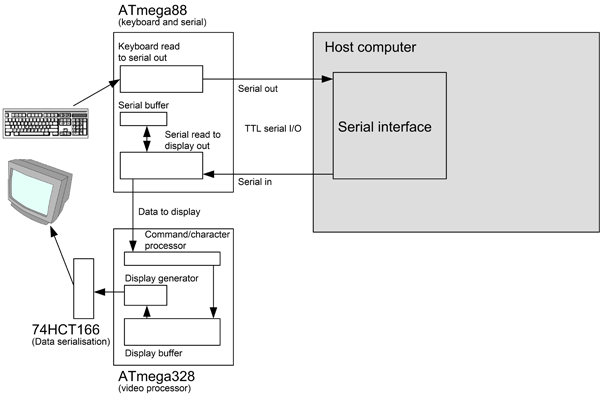 ATmega88
(keyboard and serial)
Keyboard read
to serial out
Host computer
Serial out
Serial buffer
Serial interface
TTL serial I/O
Serial read to
display out
Serial in
Data to display
Command/character
processor
Display generator
74HCT166
(Data serialisation)
Display buffer
ATmega328
(video processor)